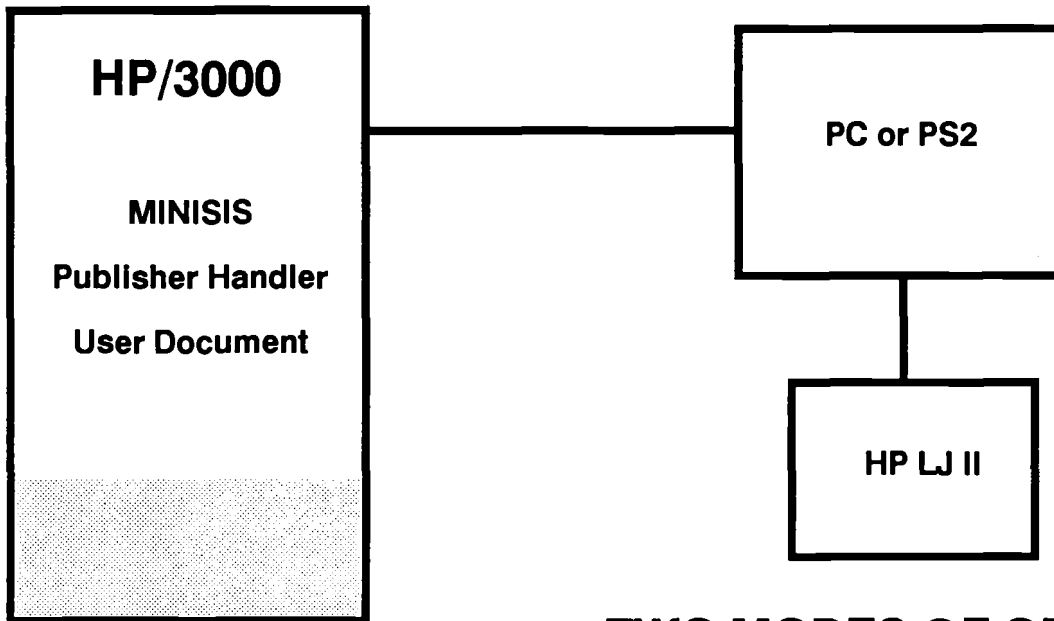 HP/3000
MINISIS
Publisher Handler
User Document
PC or PS2
HP LJ II